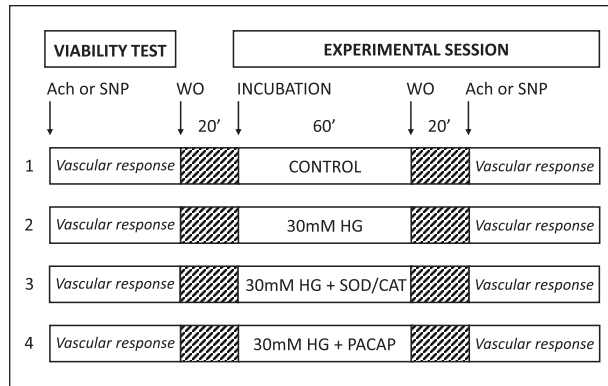 VIABILITY TEST EXPERIMENTAL SESSION
Ach or SNP WO INCUBATION WO Ach or SNP
20’ 60’ 20’
1 Vascular response CONTROL Vascular response
2 Vascular response 30mM HG Vascular response
3 Vascular response 30mM HG + SOD/CAT Vascular response
4 Vascular response 30mM HG + PACAP Vascular response